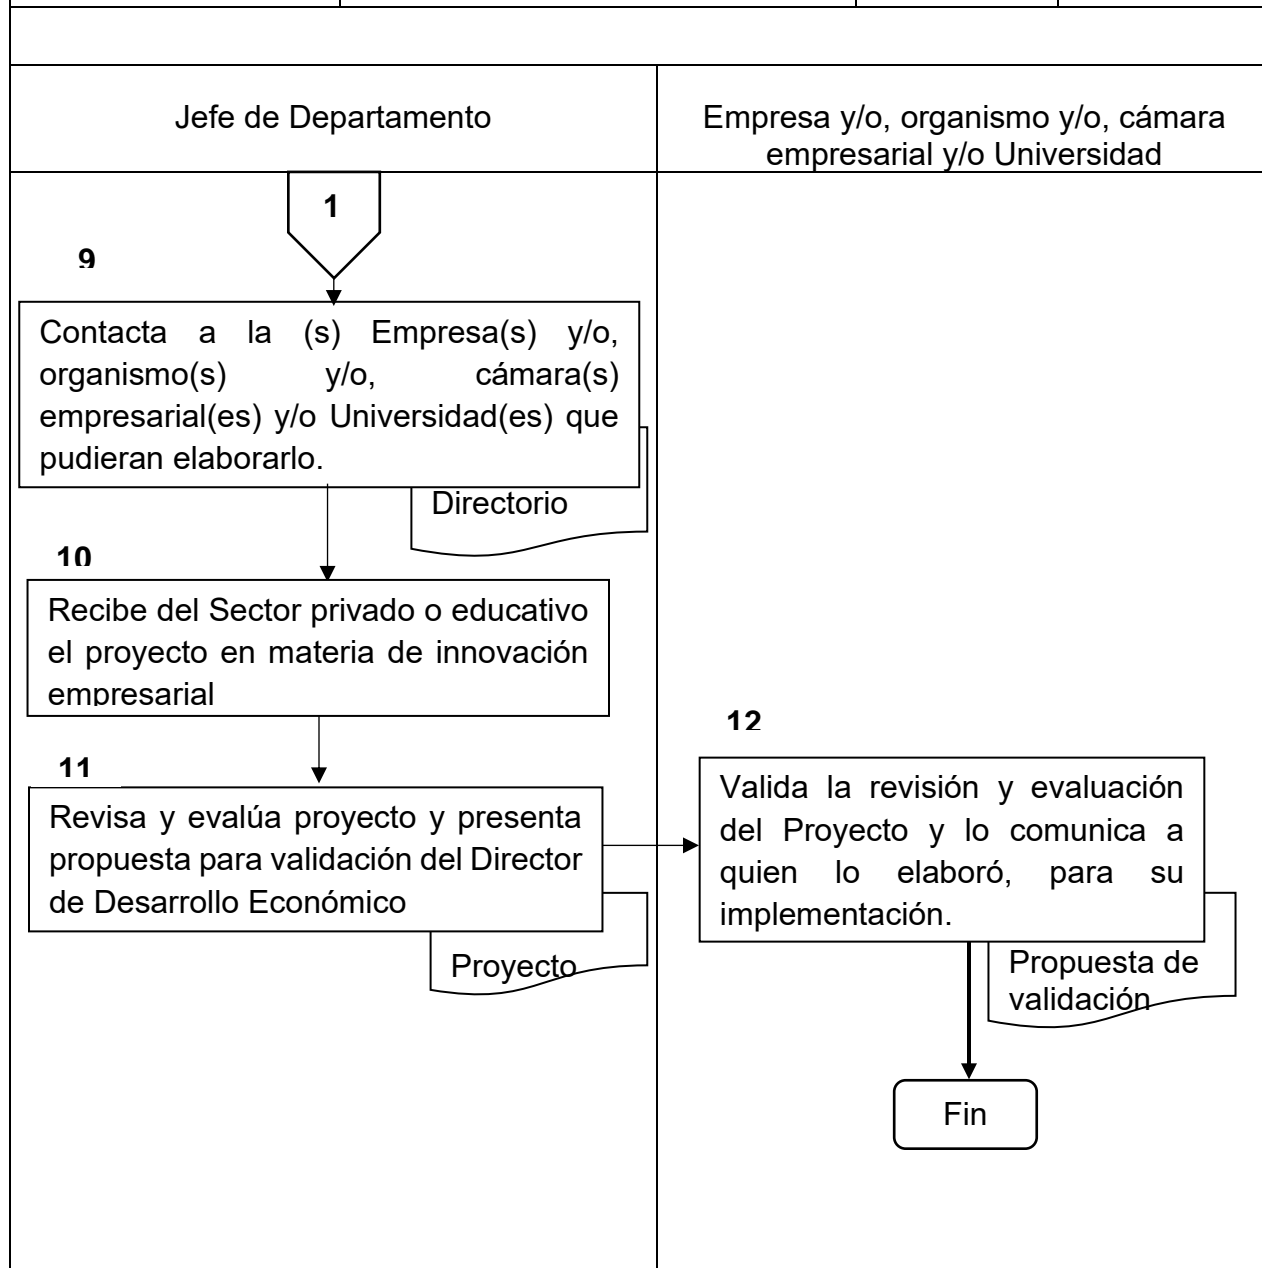 Jefe de Departamento
Empresa y/o, organismo y/o, cámara
empresarial y/o Universidad
1
9
Contacta a la (s) Empresa(s) y/o,
organismo(s) y/o, cámara(s)
empresarial(es) y/o Universidad(es) que
pudieran elaborarlo.
Directorio
10
Recibe del Sector privado o educativo
el proyecto en materia de innovación
empresarial
11
Revisa y evalúa proyecto y presenta
propuesta para validación del Director
de Desarrollo Económico
Proyecto
12
Valida la revisión y evaluación
del Proyecto y lo comunica a
quien lo elaboró, para su
implementación.
Propuesta de
validación
Fin